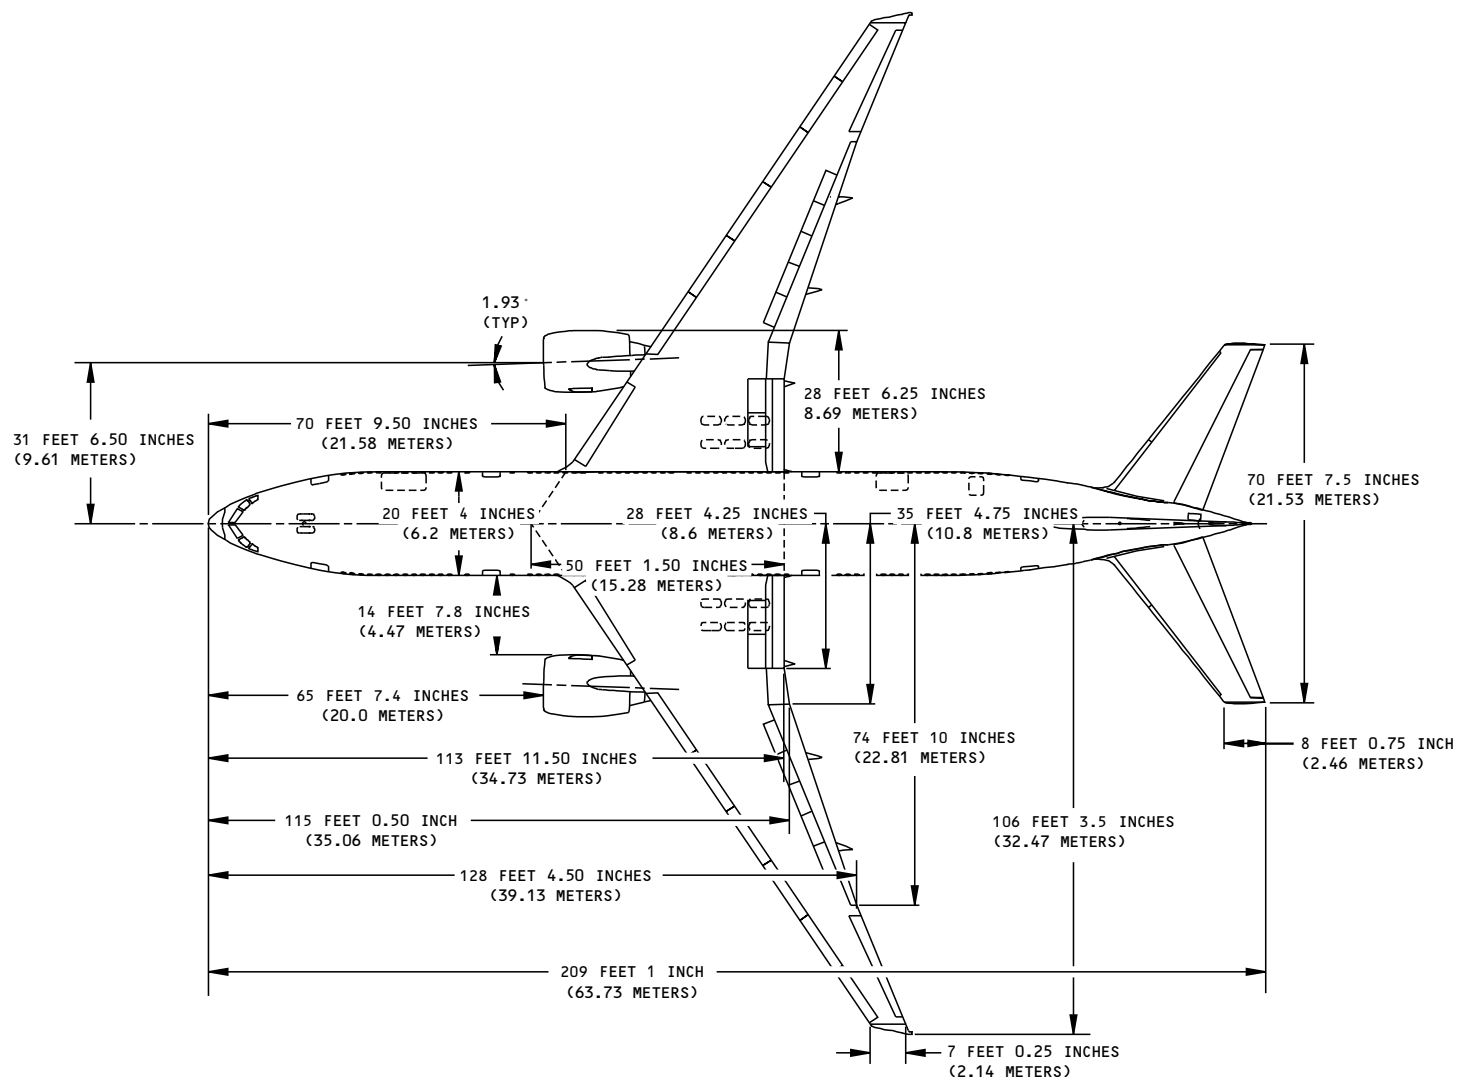 1.93°
(TYP)
28 FEET 6.25 INCHES
8.69 METERS)
70 FEET 9.50 INCHES
(21.58 METERS)
31 FEET 6.50 INCHES
(9.61 METERS)
70 FEET 7.5 INCHES
(21.53 METERS)
20 FEET 4 INCHES
(6.2 METERS)
28 FEET 4.25 INCHES
(8.6 METERS)
35 FEET 4.75 INCHES
(10.8 METERS)
50 FEET 1.50 INCHES
(15.28 METERS)
14 FEET 7.8 INCHES
(4.47 METERS)
65 FEET 7.4 INCHES
(20.0 METERS)
74 FEET 10 INCHES
(22.81 METERS)
8 FEET 0.75 INCH
(2.46 METERS)
113 FEET 11.50 INCHES
(34.73 METERS)
115 FEET 0.50 INCH
(35.06 METERS)
106 FEET 3.5 INCHES
(32.47 METERS)
128 FEET 4.50 INCHES
(39.13 METERS)
209 FEET 1 INCH
(63.73 METERS)
7 FEET 0.25 INCHES
(2.14 METERS)